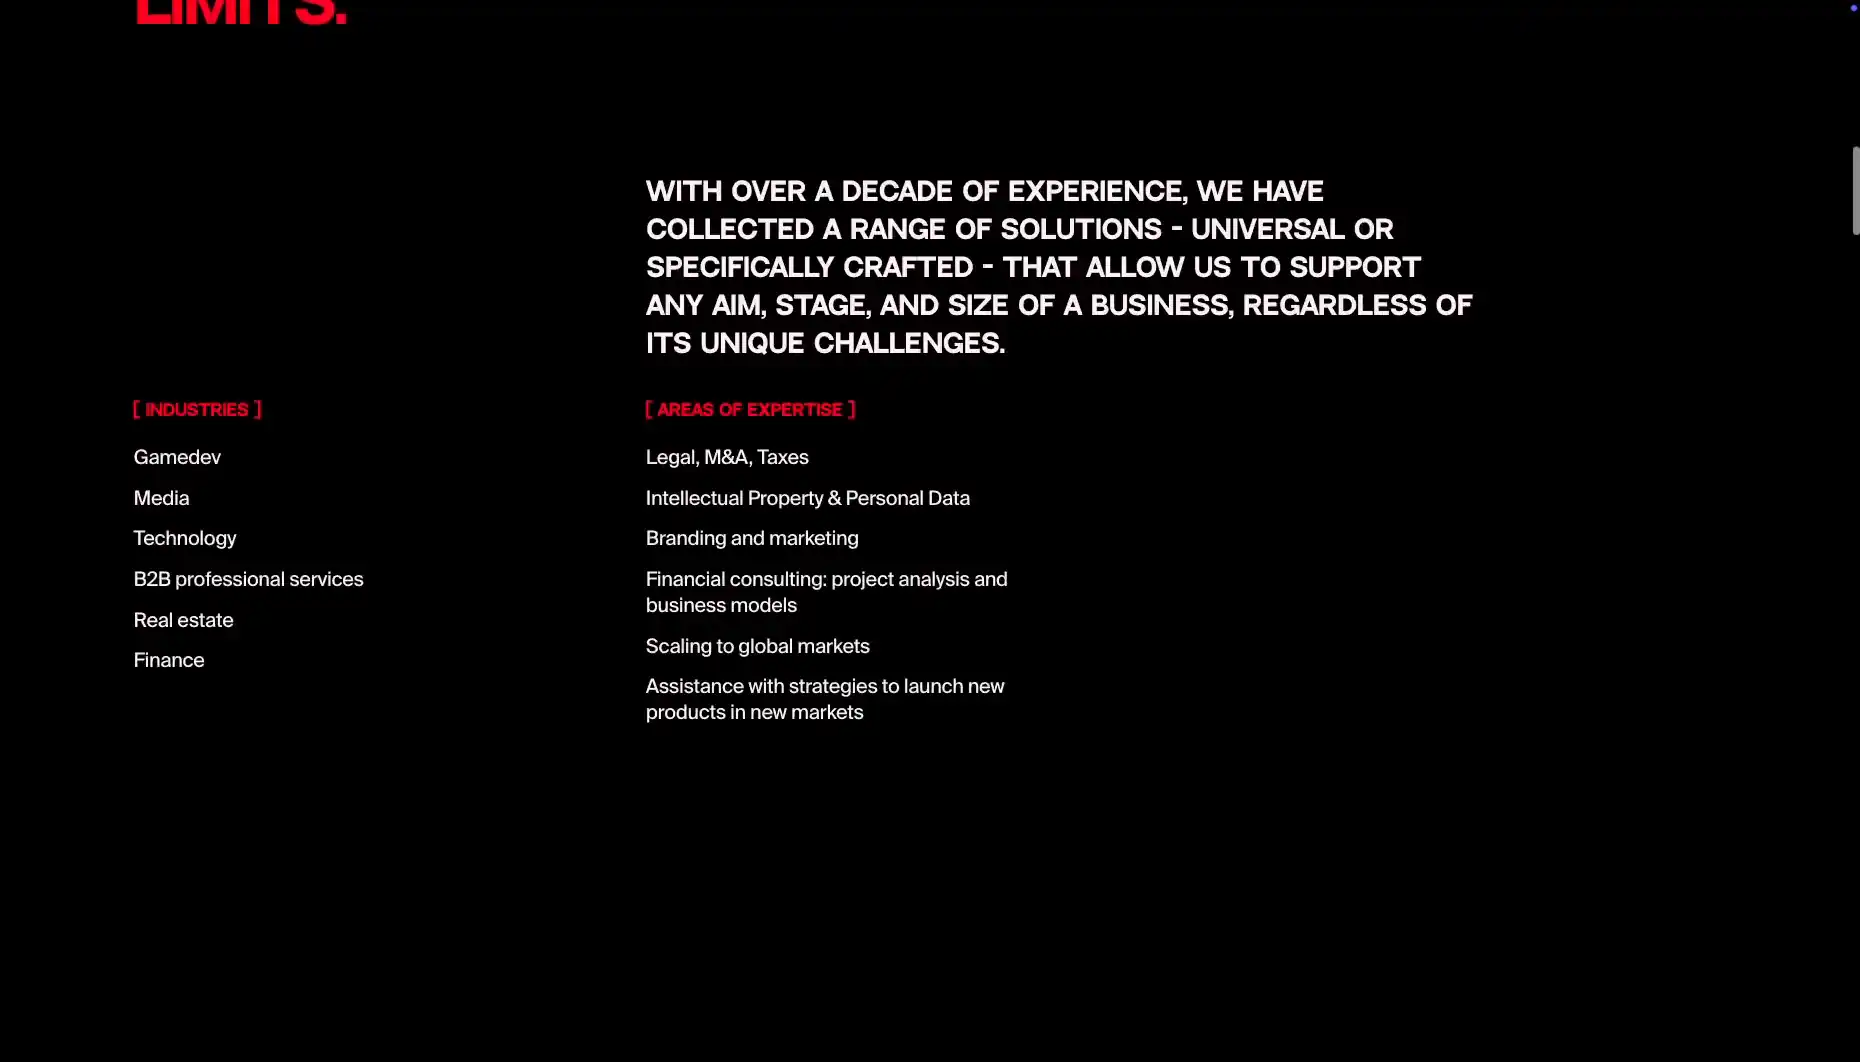 LIMITS.
WITH OVER A DECADE OF EXPERIENCE, WE HAVE
COLLECTED A RANGE OF SOLUTIONS - UNIVERSAL OR
SPECIFICALLY CRAFTED - THAT ALLOW US TO SUPPORT
ANY AIM, STAGE, AND SIZE OF A BUSINESS, REGARDLESS OF
ITS UNIQUE CHALLENGES.
[ INDUSTRIES ]
Gamedev
Media
Technology
B2B professional services
Real estate
Finance
[ AREAS OF EXPERTISE ]
Legal, M&A, Taxes
Intellectual Property & Personal Data
Branding and marketing
Financial consulting: project analysis and
business models
Scaling to global markets
Assistance with strategies to launch new
products in new markets